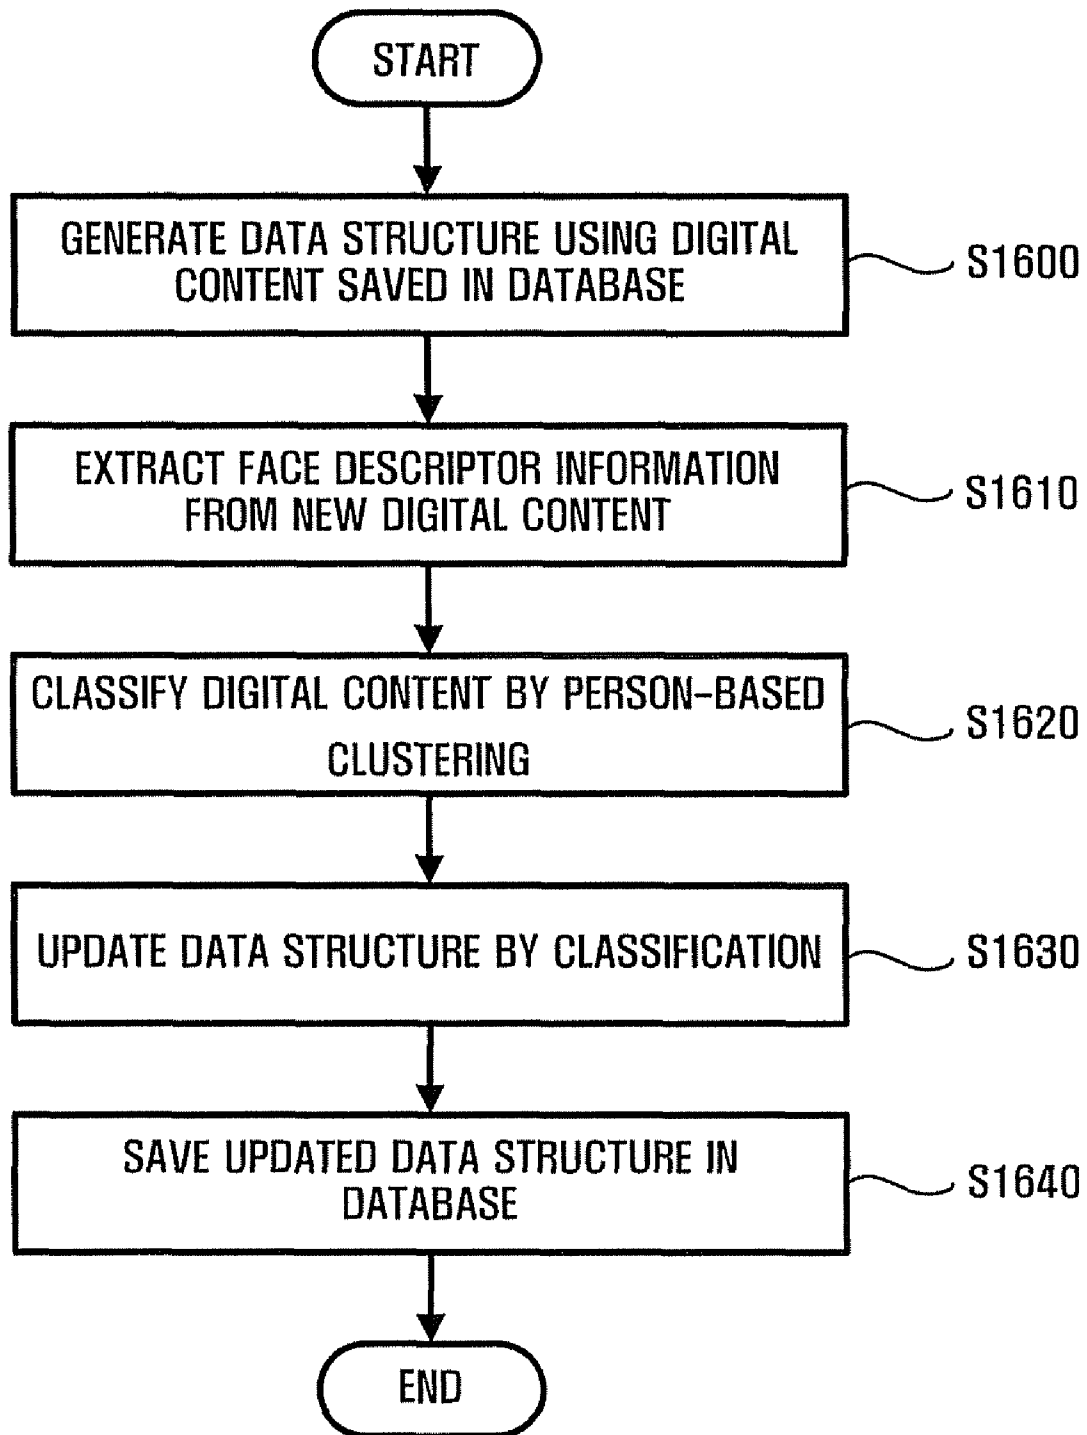 START
GENERATE DATA STRUCTURE USING DIGITAL
CONTENT SAVED IN DATABASE
S1600
EXTRACT FACE DESCRIPTOR INFORMATION
FROM NEW DIGITAL CONTENT
S1610
CLASSIFY DIGITAL CONTENT BY PERSON-BASED
CLUSTERING
S1620
UPDATE DATA STRUCTURE BY CLASSIFICATION
S1630
SAVE UPDATED DATA STRUCTURE IN
DATABASE
S1640
END